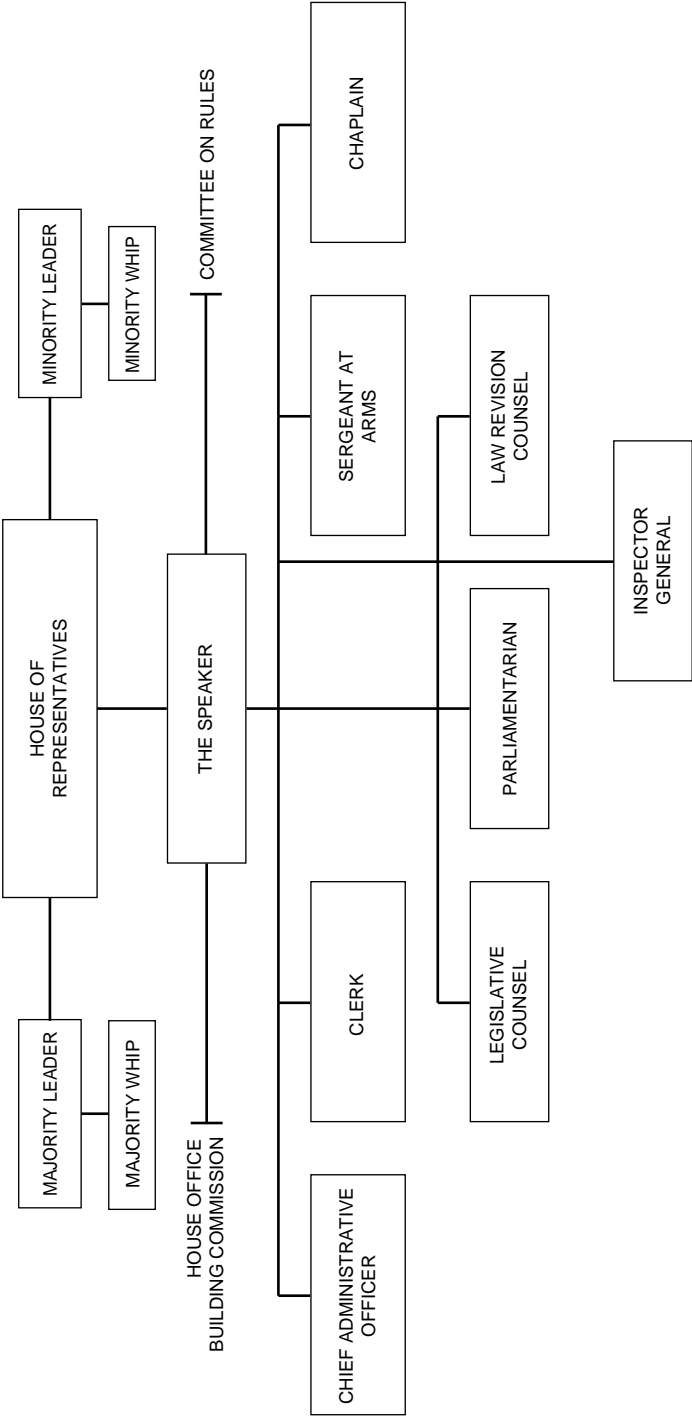 HOUSE OF
REPRESENTATIVES
MAJORITY LEADER
MINORITY LEADER
MAJORITY WHIP
MINORITY WHIP
THE SPEAKER
HOUSE OFFICE
BUILDING COMMISSION
COMMITTEE ON RULES
CHIEF ADMINISTRATIVE
OFFICER
CLERK
SERGEANT AT
ARMS
CHAPLAIN
LEGISLATIVE
COUNSEL
PARLIAMENTARIAN
LAW REVISION
COUNSEL
INSPECTOR
GENERAL